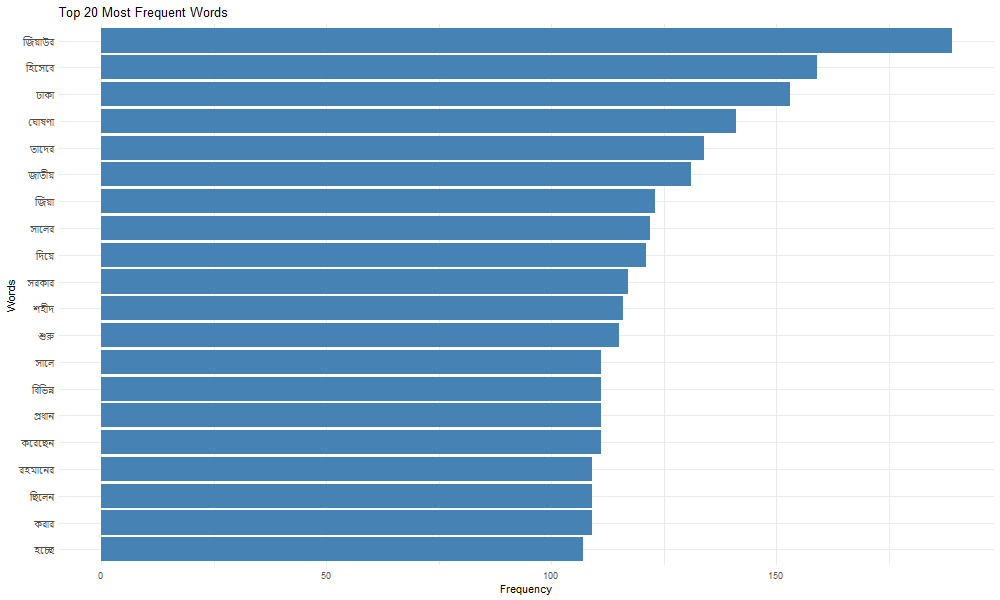 Top 20 Most Frequent Words
জিয়াউর
হিসেবে
ঢাকা
ঘোষণা
তাদের
জাতীয়
জিয়া
সালের
দিয়ে
সরকার
শহীদ
শুরু
সালে
বিভিন্ন
প্রধান
করেছেন
রহমানের
ছিলেন
করার
হচ্ছে
Words
0 50 100 150
Frequency